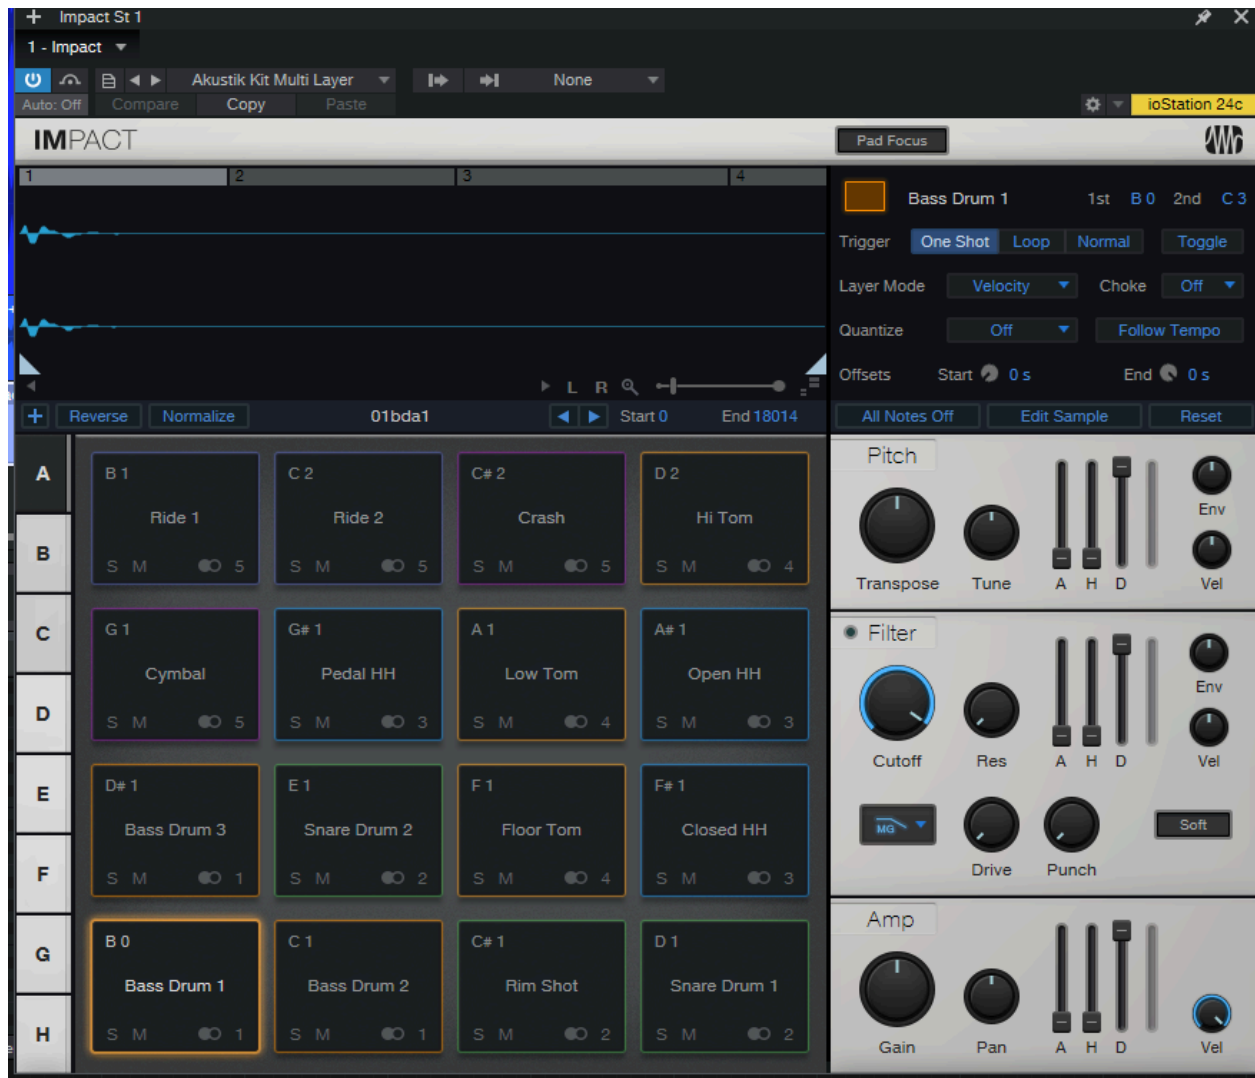 Impact St 1
1 - Impact
Akustik Kit Multi Layer None
Auto: Off Compare Copy Paste ioStation 24c
IMPACT Pad Focus
1 2 3 4
Bass Drum 1 1st B 0 2nd C 3
Trigger One Shot Loop Normal Toggle
Layer Mode Velocity Choke Off
Quantize Off Follow Tempo
L R
Offsets Start 0 s End 0 s
Reverse Normalize 01bda1 Start 0 End 18014
All Notes Off Edit Sample Reset
A
B
C
D
E
F
G
H
B 1 C 2 C# 2 D 2
Ride 1 Ride 2 Crash Hi Tom
S M 5 S M 5 S M 5 S M 4
G 1 G# 1 A 1 A# 1
Cymbal Pedal HH Low Tom Open HH
S M 5 S M 3 S M 4 S M 3
D# 1 E 1 F 1 F# 1
Bass Drum 3 Snare Drum 2 Floor Tom Closed HH
S M 1 S M 2 S M 4 S M 3
B 0 C 1 C# 1 D 1
Bass Drum 1 Bass Drum 2 Rim Shot Snare Drum 1
S M 1 S M 1 S M 2 S M 2
Pitch
Env
Transpose Tune A H D Vel
Filter
Env
Cutoff Res A H D Vel
MG Soft
Drive Punch
Amp
Gain Pan A H D Vel